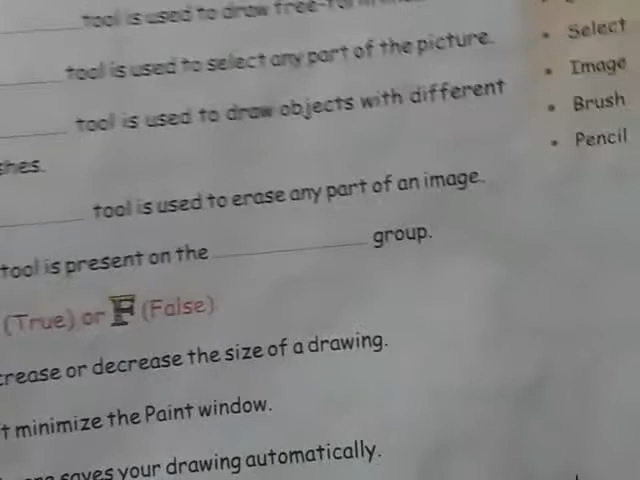 tool is used to draw free-
Select
tool is used to select any part of the picture.
Image
tool is used to draw objects with different
Brush
Pencil
shes.
tool is used to erase any part of an image.
tool is present on the group.
(True) or F (False)
crease or decrease the size of a drawing.
t minimize the Paint window.
saves your drawing automatically.